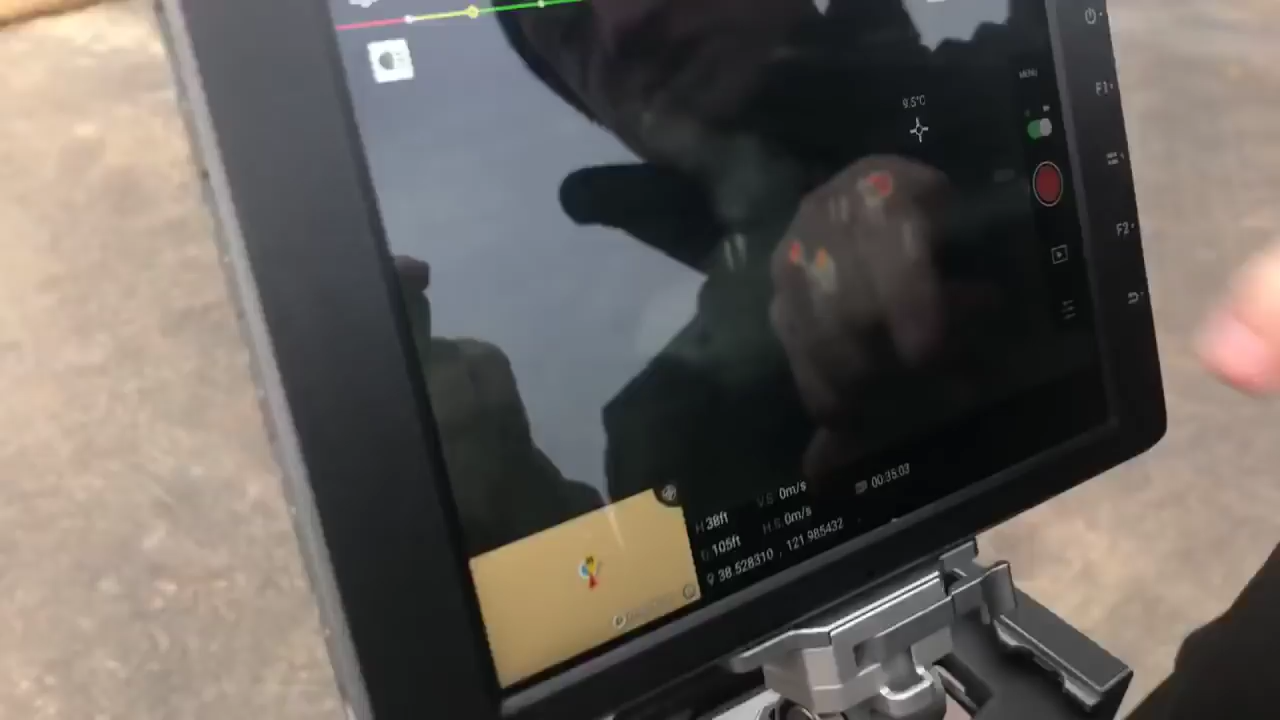 9.5°C
MENU
F1
F2
H 38ft
V.S 0m/s
00:35:03
D 105ft
H.S 0m/s
38.528310 , 121.985432